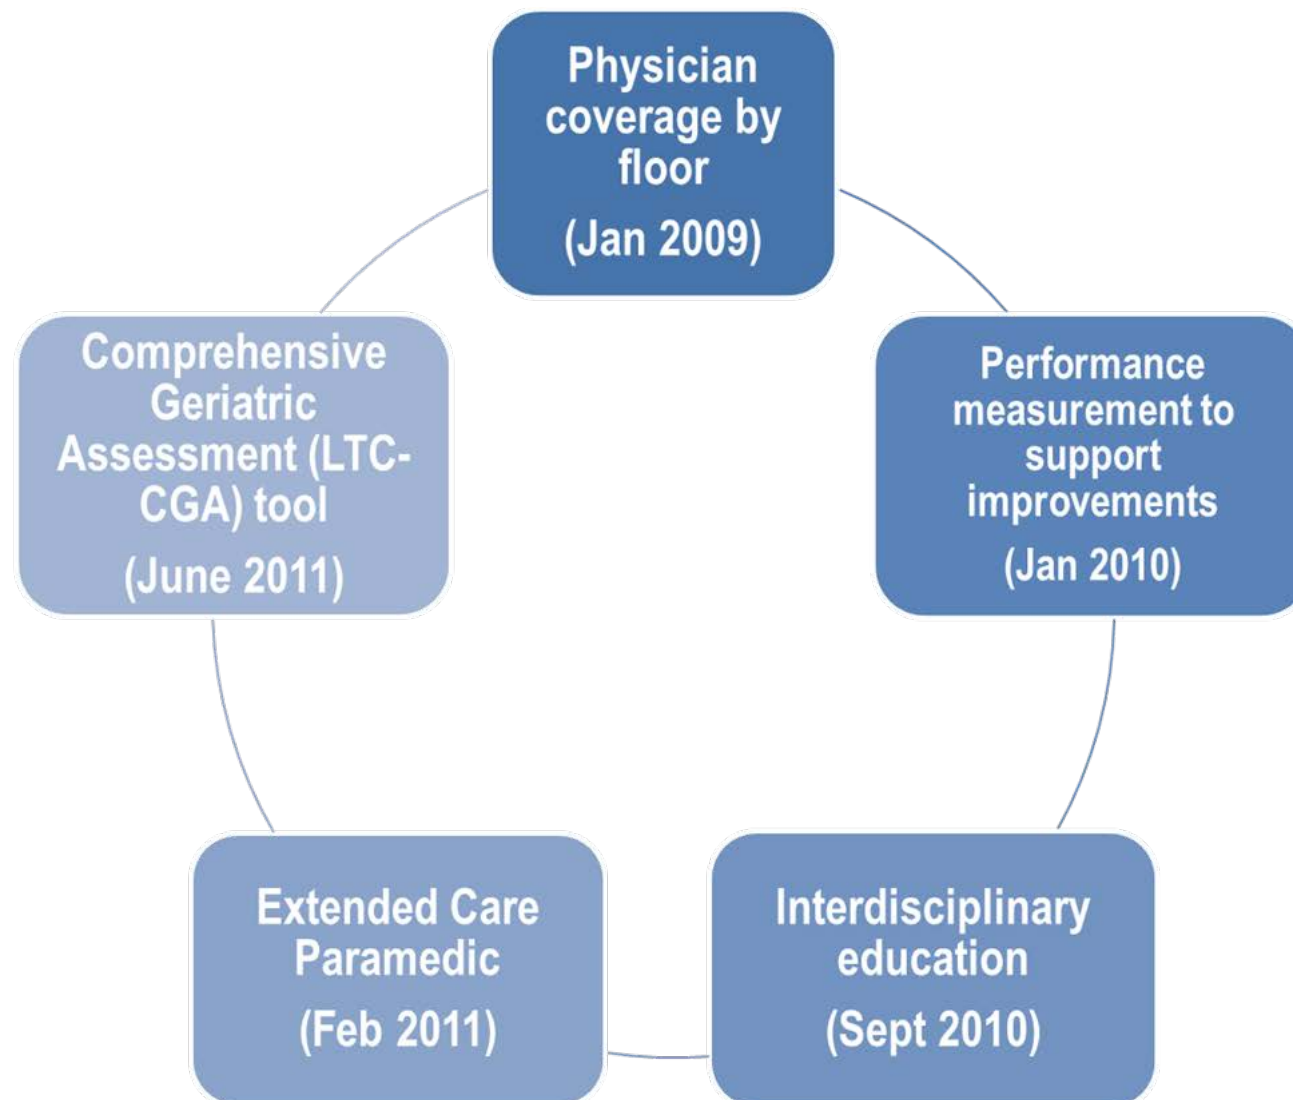 Physician
coverage by
floor
(Jan 2009)
Performance
measurement to
support
improvements
(Jan 2010)
Interdisciplinary
education
(Sept 2010)
Extended Care
Paramedic
(Feb 2011)
Comprehensive
Geriatric
Assessment (LTC-
CGA) tool
(June 2011)